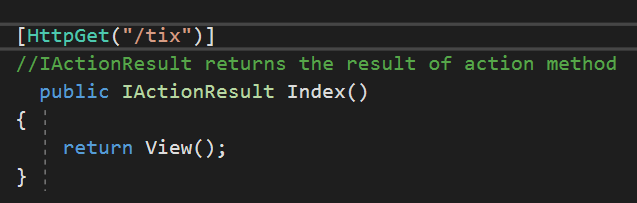 [HttpGet("/tix")]
//IActionResult returns the result of action method
public IActionResult Index()
{
return View();
}